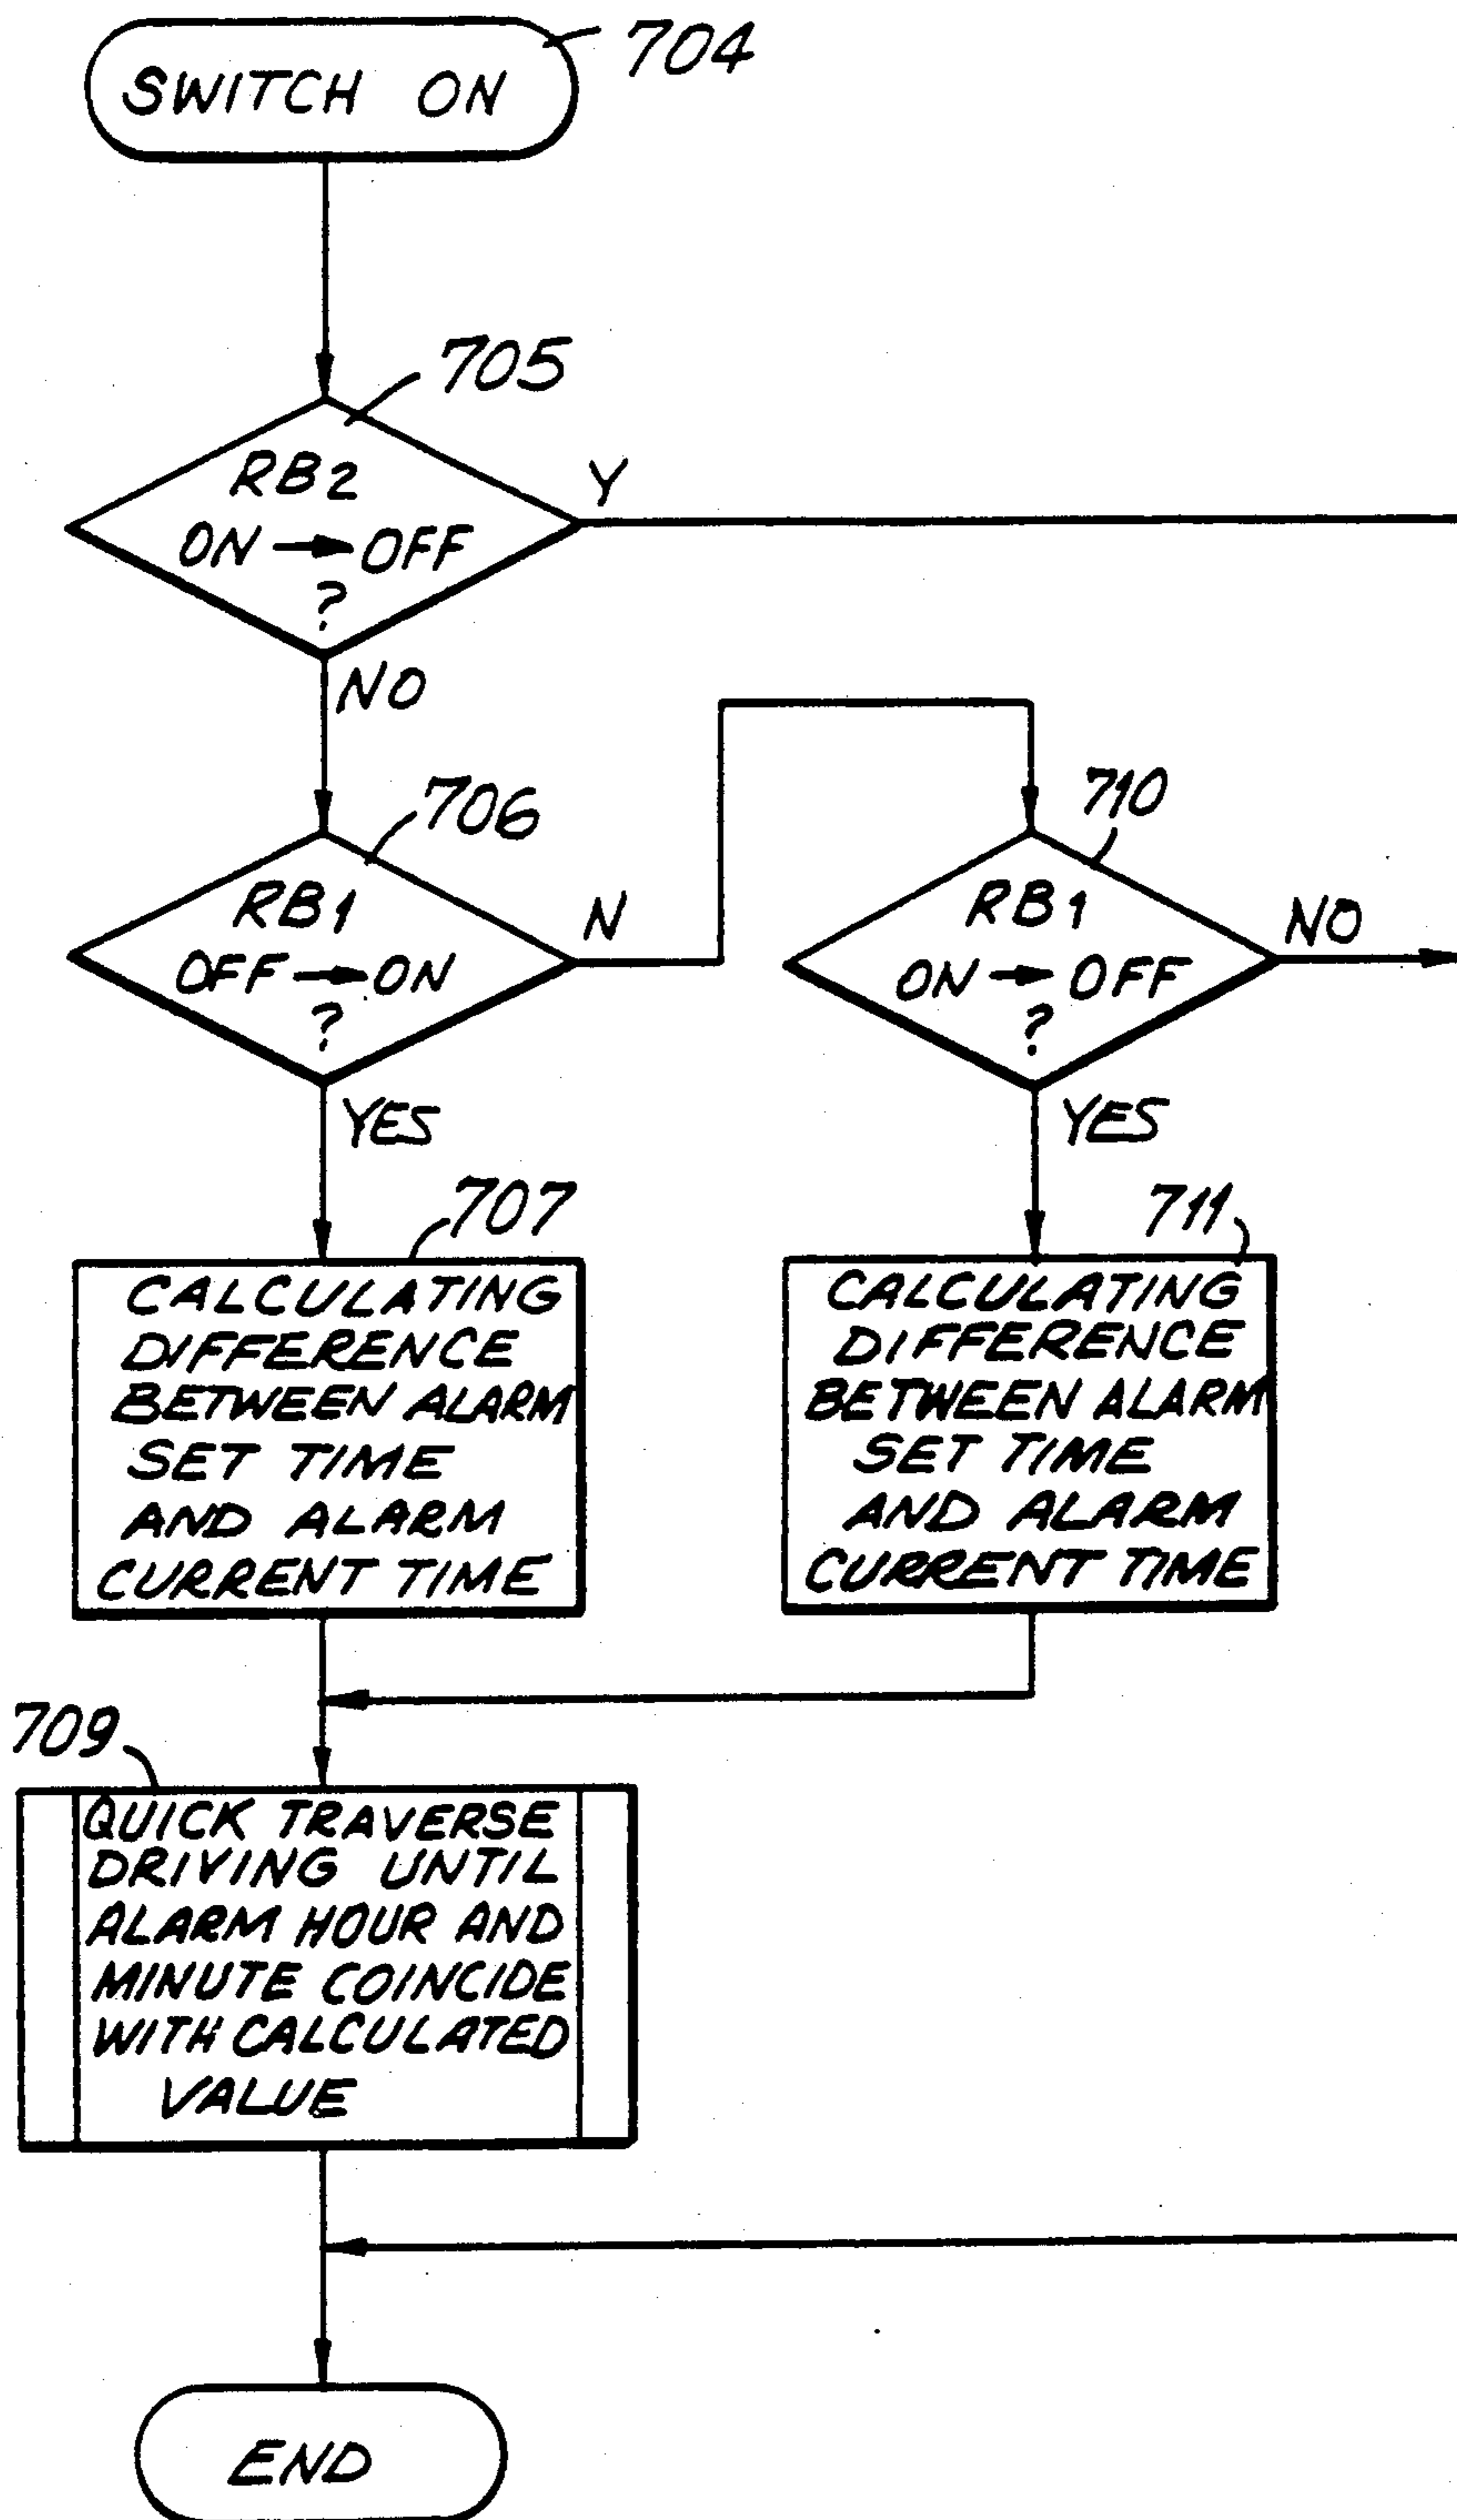 SWITCH ON
704
705
RB2
ON → OFF
?
Y
NO
706
RB1
OFF → ON
?
N
YES
710
RB1
ON → OFF
?
NO
YES
707
CALCULATING
DIFFERENCE
BETWEEN ALARM
SET TIME
AND ALARM
CURRENT TIME
711
CALCULATING
DIFFERENCE
BETWEEN ALARM
SET TIME
AND ALARM
CURRENT TIME
709
QUICK TRAVERSE
DRIVING UNTIL
ALARM HOUR AND
MINUTE COINCIDE
WITH CALCULATED
VALUE
END